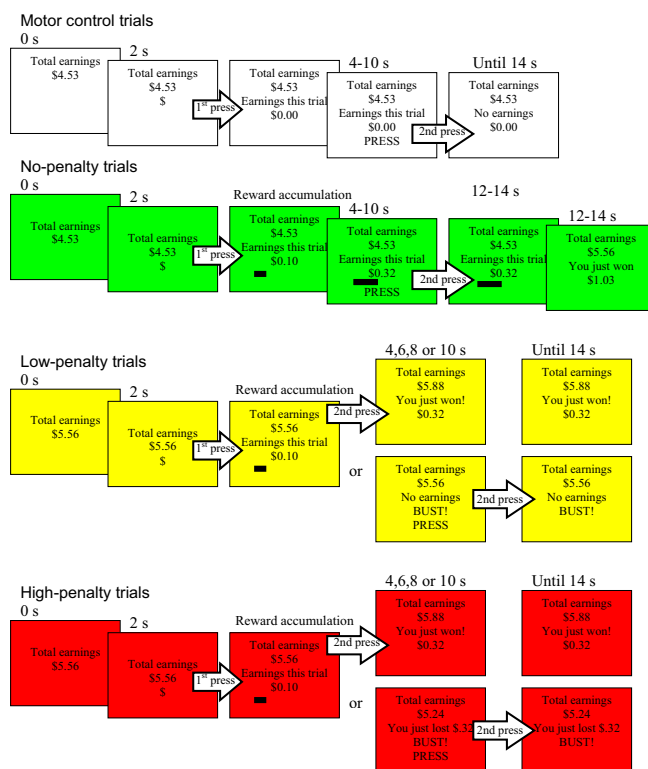 Motor control trials
0 s
Total earnings
$4.53
2 s
Total earnings
$4.53
$
1st press
Total earnings
$4.53
Earnings this trial
$0.00
4-10 s
Total earnings
$4.53
Earnings this trial
$0.00
PRESS
2nd press
Until 14 s
Total earnings
$4.53
No earnings
$0.00
No-penalty trials
0 s
Total earnings
$4.53
2 s
Total earnings
$4.53
$
1st press
Reward accumulation
Total earnings
$4.53
Earnings this trial
$0.10
4-10 s
Total earnings
$4.53
Earnings this trial
$0.32
PRESS
2nd press
12-14 s
Total earnings
$4.53
Earnings this trial
$0.32
12-14 s
Total earnings
$5.56
You just won
$1.03
Low-penalty trials
0 s
Total earnings
$5.56
2 s
Total earnings
$5.56
$
1st press
Reward accumulation
Total earnings
$5.56
Earnings this trial
$0.10
2nd press
4,6,8 or 10 s
Total earnings
$5.88
You just won!
$0.32
Until 14 s
Total earnings
$5.88
You just won!
$0.32
or
Total earnings
$5.56
No earnings
BUST!
PRESS
2nd press
Total earnings
$5.56
No earnings
BUST!
High-penalty trials
0 s
Total earnings
$5.56
2 s
Total earnings
$5.56
$
1st press
Reward accumulation
Total earnings
$5.56
Earnings this trial
$0.10
2nd press
4,6,8 or 10 s
Total earnings
$5.88
You just won!
$0.32
Until 14 s
Total earnings
$5.88
You just won!
$0.32
or
Total earnings
$5.24
You just lost $.32
BUST!
PRESS
2nd press
Total earnings
$5.24
You just lost $.32
BUST!